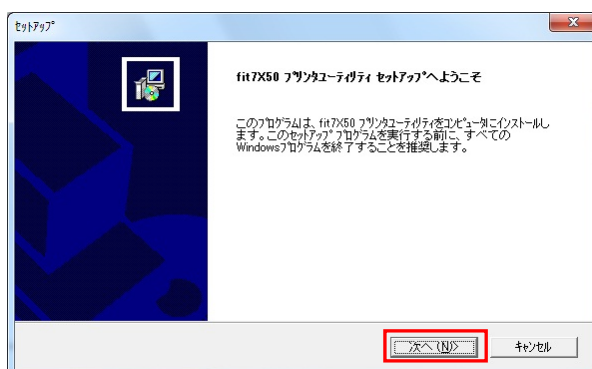 セットアップ
fit7X50 プリンタユーティリティ セットアップへようこそ
このプログラムは、fit7X50 プリンタユーティリティをコンピュータにインストールし
ます。このセットアップ プログラムを実行する前に、すべての
Windowsプログラムを終了することを推奨します。
次へ(N)>
キャンセル